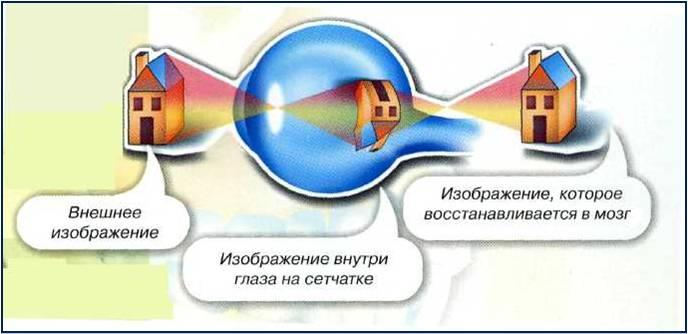 Внешнее
изображение
Изображение внутри
глаза на сетчатке
Изображение, которое
восстанавливается в мозг